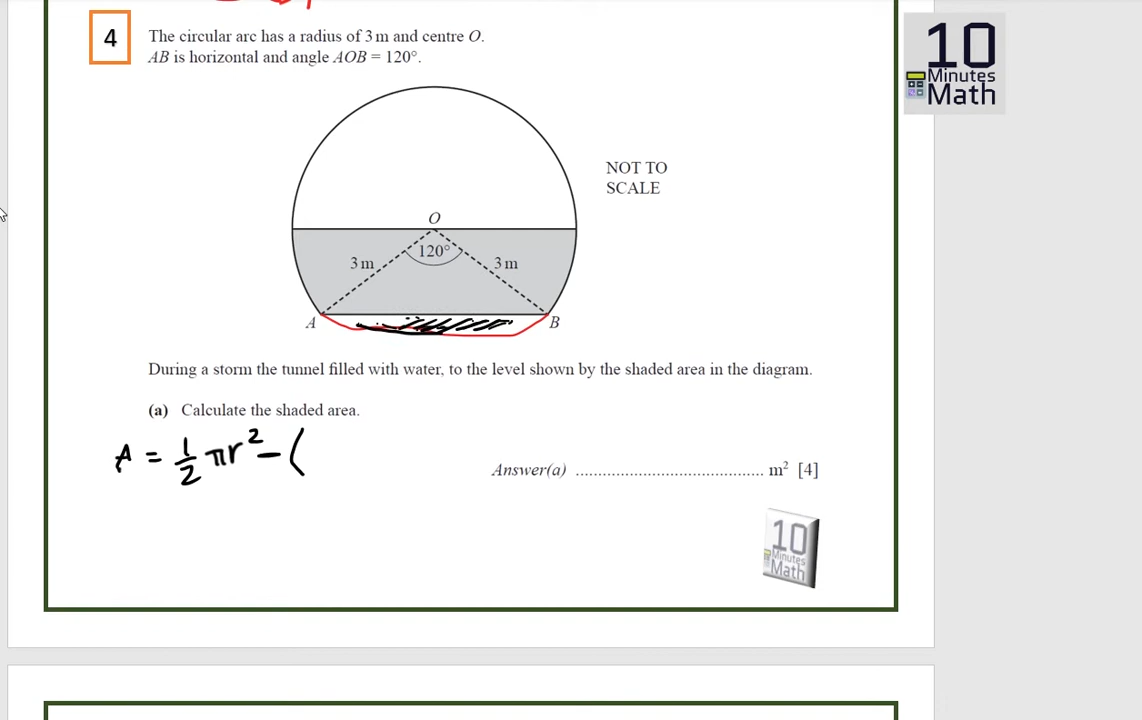 4 The circular arc has a radius of 3 m and centre O.
AB is horizontal and angle AOB = 120°.
10
Minutes
Math
NOT TO
SCALE
O
120°
3 m
3 m
A
B
During a storm the tunnel filled with water, to the level shown by the shaded area in the diagram.
(a) Calculate the shaded area.
A = 1/2 πr² - (
Answer(a) ........................................ m² [4]
10
Minutes
Math